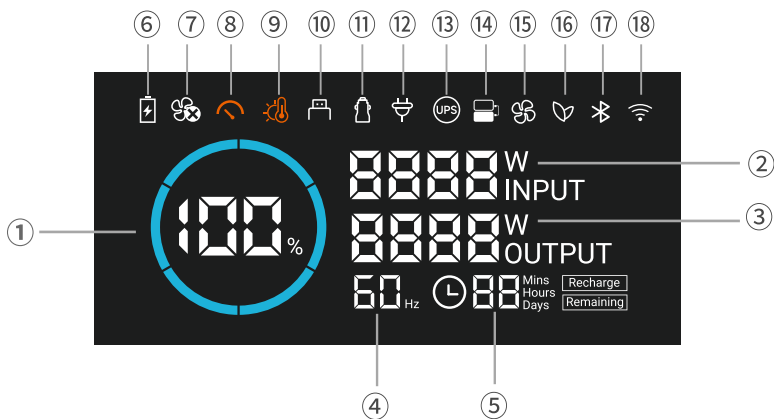 ⑥ ⑦ ⑧ ⑨ ⑩ ⑪ ⑫ ⑬ ⑭ ⑮ ⑯ ⑰ ⑱
UPS
8888 W ②
INPUT
① 100 %
8888 W ③
OUTPUT
60 Hz 88 Mins Hours Days Recharge Remaining
④ ⑤